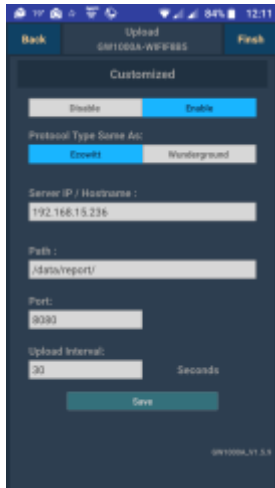 84% 12:11
Back Upload Finsh
GW1000A-WIFIF8B5
Customized
Disable Enable
Protocol Type Same As:
Ecowitt Wunderground
Server IP / Hostname :
192.168.15.236
Path :
/data/report/
Port:
8080
Upload Interval:
30 Seconds
Save
GW1000A_V1.5.5